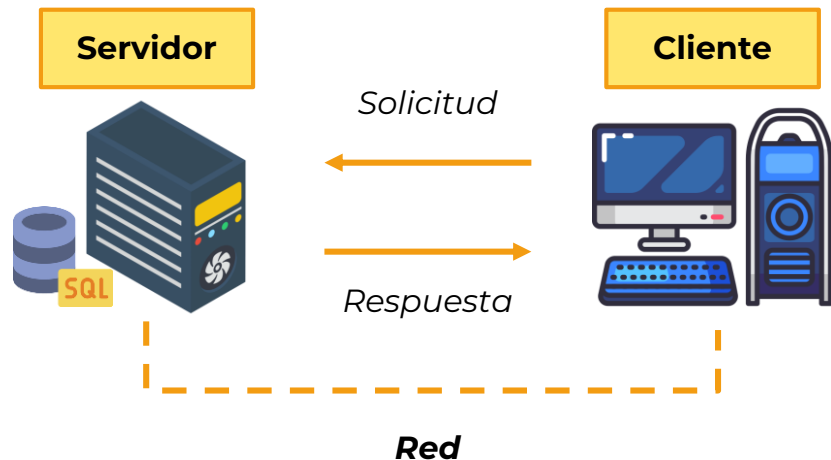 Servidor
Cliente
Solicitud
SQL
Respuesta
Red